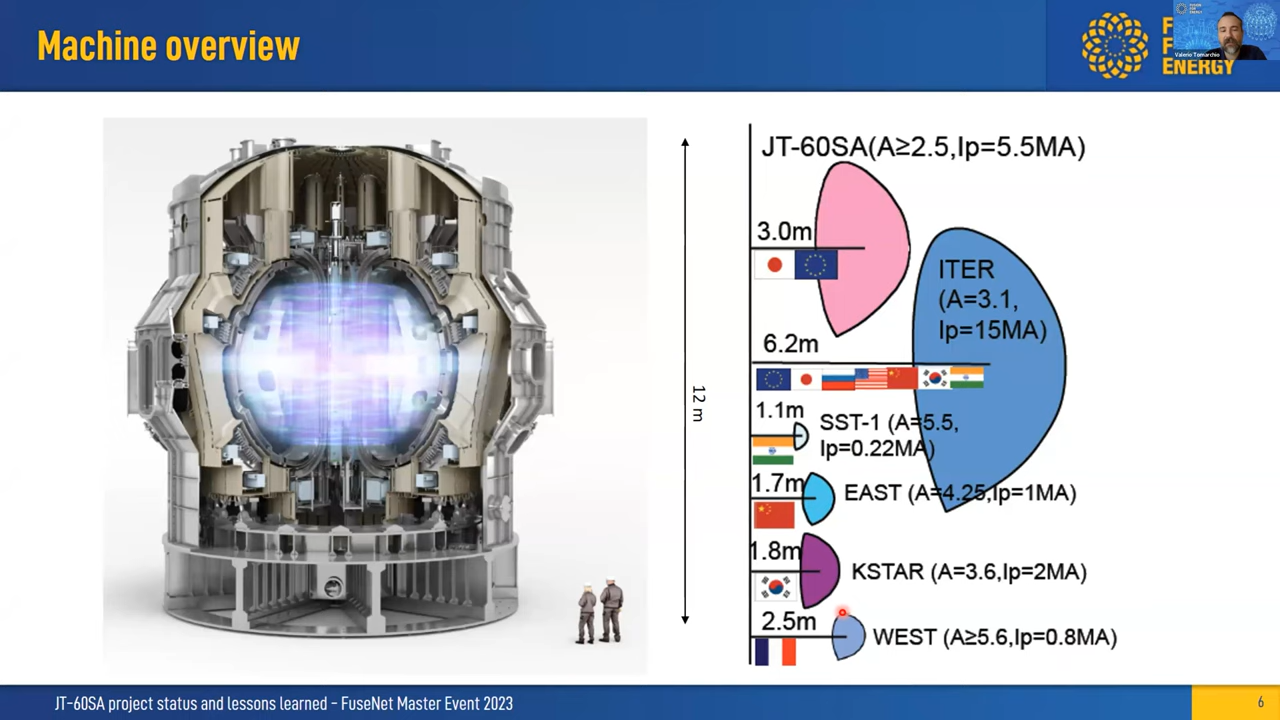 Machine overview
ENERGY
Valerio Tomarchio
12 m
JT-60SA(A≥2.5,Ip=5.5MA)
3.0m
ITER
(A=3.1,
Ip=15MA)
6.2m
1.1m
SST-1 (A=5.5,
Ip=0.22MA)
1.7m
EAST (A=4.25,Ip=1MA)
1.8m
KSTAR (A=3.6,Ip=2MA)
2.5m
WEST (A≥5.6,Ip=0.8MA)
JT-60SA project status and lessons learned - FuseNet Master Event 2023
6